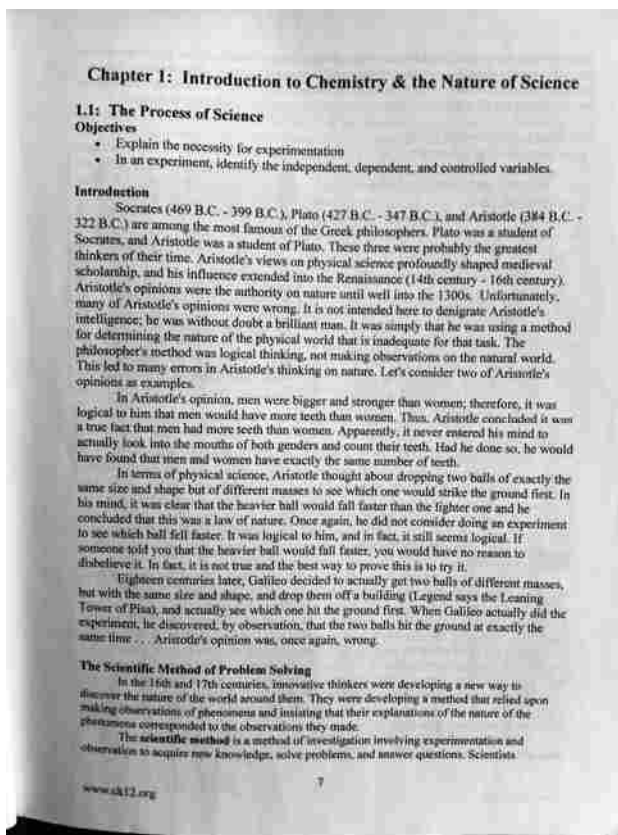 Chapter 1: Introduction to Chemistry & the Nature of Science
1.1: The Process of Science
Objectives
• Explain the necessity for experimentation
• In an experiment, identify the independent, dependent, and controlled variables.
Introduction
Socrates (469 B.C. - 399 B.C.), Plato (427 B.C. - 347 B.C.), and Aristotle (384 B.C. -
322 B.C.) are among the most famous of the Greek philosophers. Plato was a student of
Socrates, and Aristotle was a student of Plato. These three were probably the greatest
thinkers of their time. Aristotle's views on physical science profoundly shaped medieval
scholarship, and his influence extended into the Renaissance (14th century - 16th century).
Aristotle's opinions were the authority on nature until well into the 1300s. Unfortunately,
many of Aristotle's opinions were wrong. It is not intended here to denigrate Aristotle's
intelligence; he was without doubt a brilliant man. It was simply that he was using a method
for determining the nature of the physical world that is inadequate for that task. The
philosopher's method was logical thinking, not making observations on the natural world.
This led to many errors in Aristotle's thinking on nature. Let's consider two of Aristotle's
opinions as examples.
In Aristotle's opinion, men were bigger and stronger than women; therefore, it was
logical to him that men would have more teeth than women. Thus, Aristotle concluded it was
a true fact that men had more teeth than women. Apparently, it never entered his mind to
actually look into the mouths of both genders and count their teeth. Had he done so, he would
have found that men and women have exactly the same number of teeth.
In terms of physical science, Aristotle thought about dropping two balls of exactly the
same size and shape but of different masses to see which one would strike the ground first. In
his mind, it was clear that the heavier ball would fall faster than the lighter one and he
concluded that this was a law of nature. Once again, he did not consider doing an experiment
to see which ball fell faster. It was logical to him, and in fact, it still seems logical. If
someone told you that the heavier ball would fall faster, you would have no reason to
disbelieve it. In fact, it is not true and the best way to prove this is to try it.
Eighteen centuries later, Galileo decided to actually get two balls of different masses,
but with the same size and shape, and drop them off a building (Legend says the Leaning
Tower of Pisa), and actually see which one hit the ground first. When Galileo actually did the
experiment, he discovered, by observation, that the two balls hit the ground at exactly the
same time . . . Aristotle's opinion was, once again, wrong.
The Scientific Method of Problem Solving
In the 16th and 17th centuries, innovative thinkers were developing a new way to
discover the nature of the world around them. They were developing a method that relied upon
making observations of phenomena and insisting that their explanations of the nature of the
phenomena corresponded to the observations they made.
The scientific method is a method of investigation involving experimentation and
observation to acquire new knowledge, solve problems, and answer questions. Scientists
7
www.ck12.org